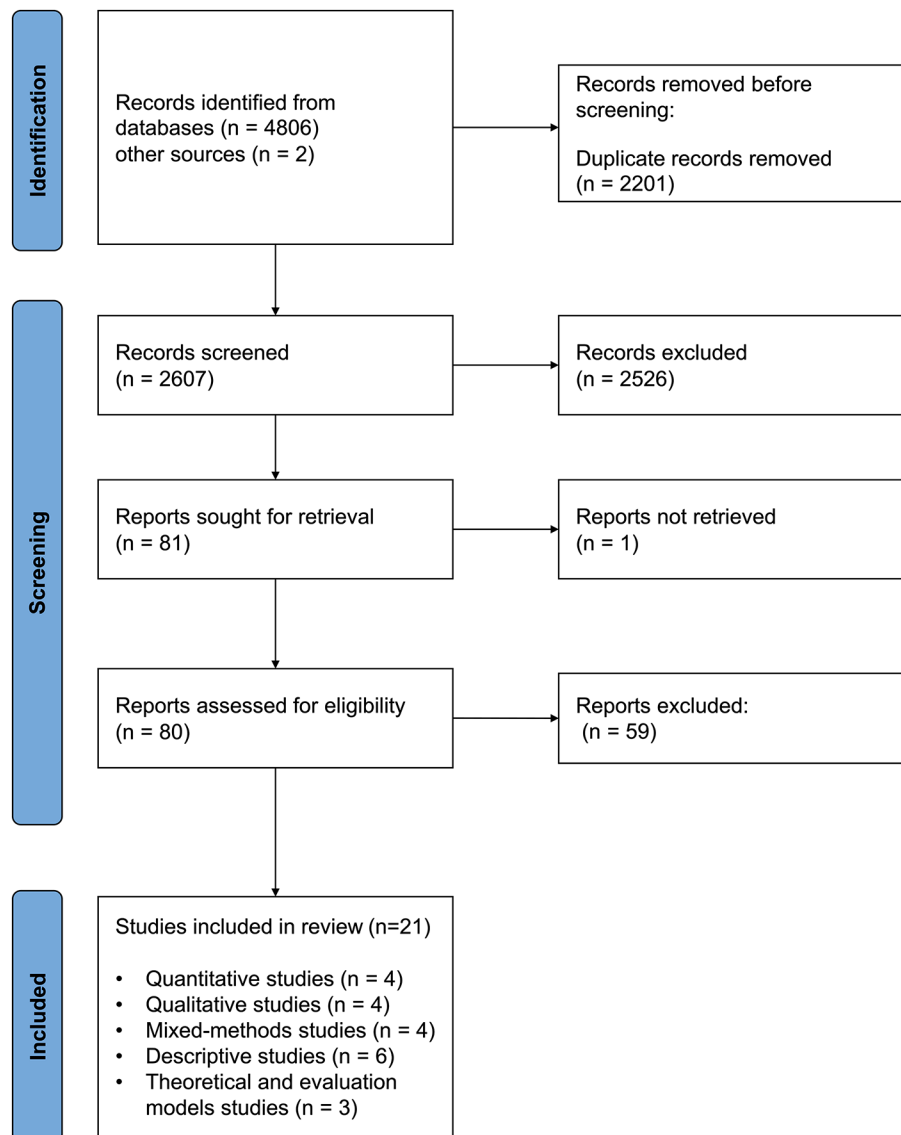 Identification
Records identified from
databases (n = 4806)
other sources (n = 2)
Records removed before
screening:
Duplicate records removed
(n = 2201)
Screening
Records screened
(n = 2607)
Records excluded
(n = 2526)
Reports sought for retrieval
(n = 81)
Reports not retrieved
(n = 1)
Reports assessed for eligibility
(n = 80)
Reports excluded:
(n = 59)
Included
Studies included in review (n=21)
• Quantitative studies (n = 4)
• Qualitative studies (n = 4)
• Mixed-methods studies (n = 4)
• Descriptive studies (n = 6)
• Theoretical and evaluation
models studies (n = 3)